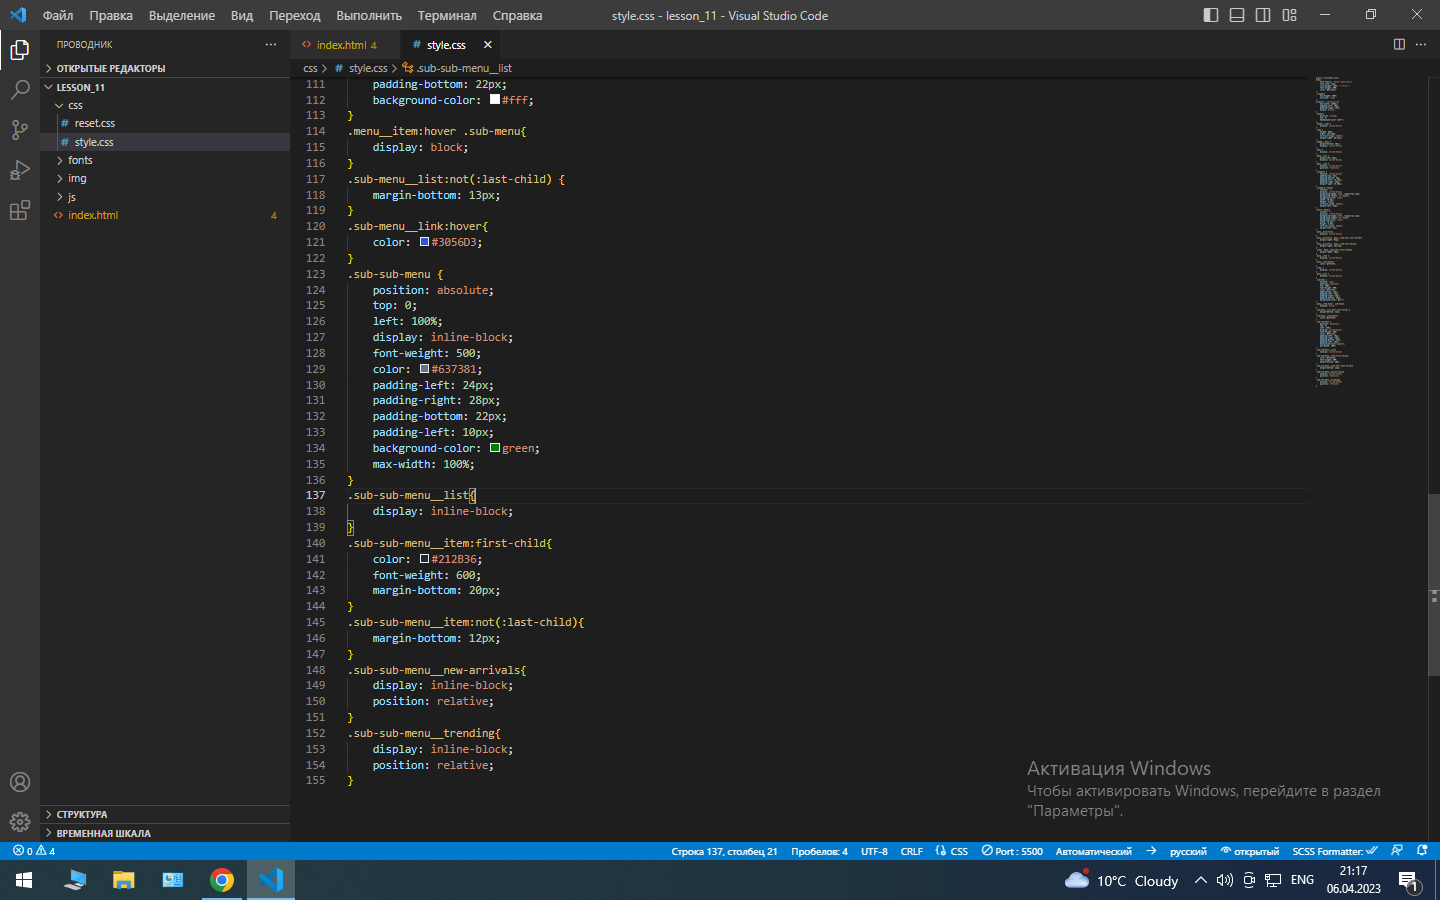 Файл Правка Выделение Вид Переход Выполнить Терминал Справка
style.css - lesson_11 - Visual Studio Code
ПРОВОДНИК
ОТКРЫТЫЕ РЕДАКТОРЫ
LESSON_11
css
reset.css
style.css
fonts
img
js
index.html 4
СТРУКТУРА
ВРЕМЕННАЯ ШКАЛА
index.html 4
style.css
css > style.css > .sub-sub-menu__list
111 padding-bottom: 22px;
112 background-color: #fff;
113 }
114 .menu__item:hover .sub-menu{
115 display: block;
116 }
117 .sub-menu__list:not(:last-child) {
118 margin-bottom: 13px;
119 }
120 .sub-menu__link:hover{
121 color: #3056D3;
122 }
123 .sub-sub-menu {
124 position: absolute;
125 top: 0;
126 left: 100%;
127 display: inline-block;
128 font-weight: 500;
129 color: #637381;
130 padding-left: 24px;
131 padding-right: 28px;
132 padding-bottom: 22px;
133 padding-left: 10px;
134 background-color: green;
135 max-width: 100%;
136 }
137 .sub-sub-menu__list{
138 display: inline-block;
139 }
140 .sub-sub-menu__item:first-child{
141 color: #212B36;
142 font-weight: 600;
143 margin-bottom: 20px;
144 }
145 .sub-sub-menu__item:not(:last-child){
146 margin-bottom: 12px;
147 }
148 .sub-sub-menu__new-arrivals{
149 display: inline-block;
150 position: relative;
151 }
152 .sub-sub-menu__trending{
153 display: inline-block;
154 position: relative;
155 }
Активация Windows
Чтобы активировать Windows, перейдите в раздел
"Параметры".
0 4
Строка 137, столбец 21 Пробелов: 4 UTF-8 CRLF CSS Port : 5500 Автоматический русский открытый SCSS Formatter:
10°C Cloudy
ENG
21:17
06.04.2023
1